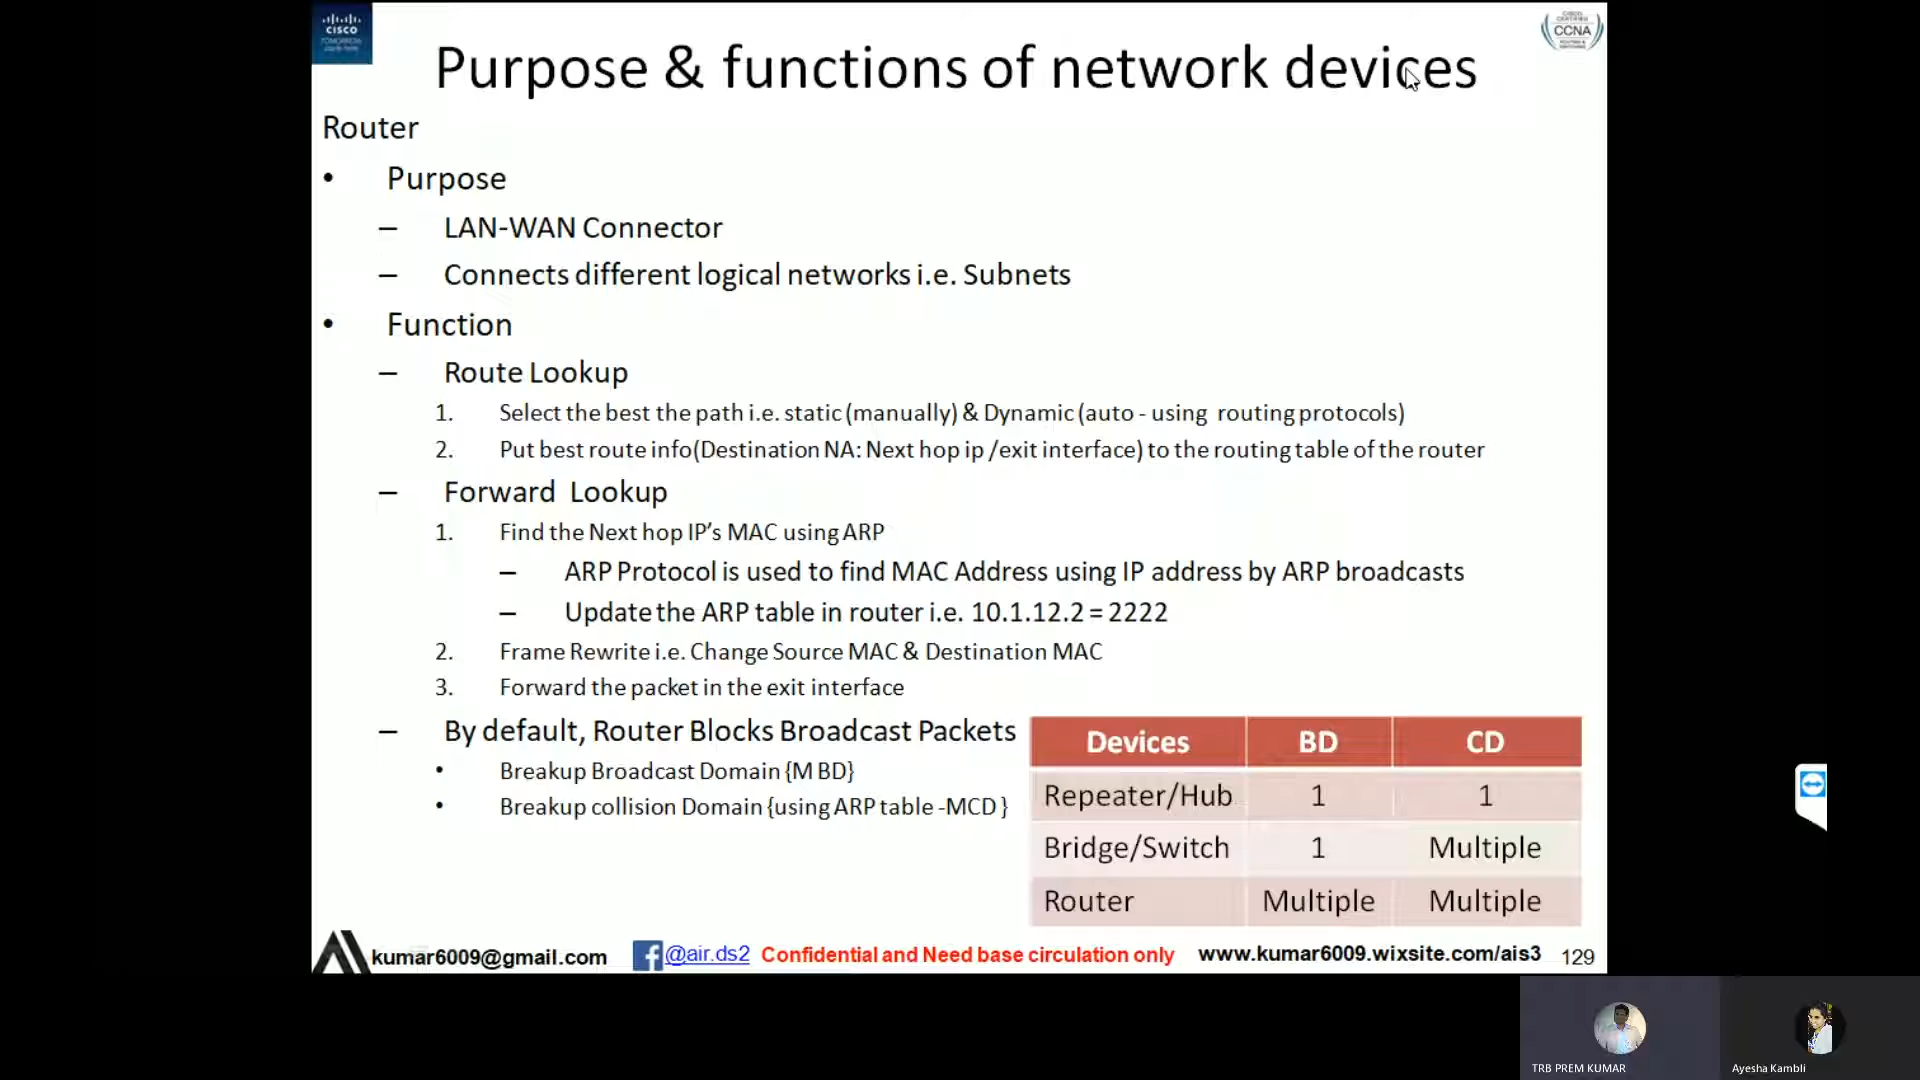 CISCO
CCNA
Purpose & functions of network devices
Router
• Purpose
– LAN-WAN Connector
– Connects different logical networks i.e. Subnets
• Function
– Route Lookup
1. Select the best the path i.e. static (manually) & Dynamic (auto - using routing protocols)
2. Put best route info(Destination NA: Next hop ip /exit interface) to the routing table of the router
– Forward Lookup
1. Find the Next hop IP's MAC using ARP
– ARP Protocol is used to find MAC Address using IP address by ARP broadcasts
– Update the ARP table in router i.e. 10.1.12.2 = 2222
2. Frame Rewrite i.e. Change Source MAC & Destination MAC
3. Forward the packet in the exit interface
– By default, Router Blocks Broadcast Packets
• Breakup Broadcast Domain {M BD}
• Breakup collision Domain {using ARP table -MCD }
Devices BD CD
Repeater/Hub 1 1
Bridge/Switch 1 Multiple
Router Multiple Multiple
kumar6009@gmail.com @air.ds2 Confidential and Need base circulation only www.kumar6009.wixsite.com/ais3 129
TRB PREM KUMAR Ayesha Kambli